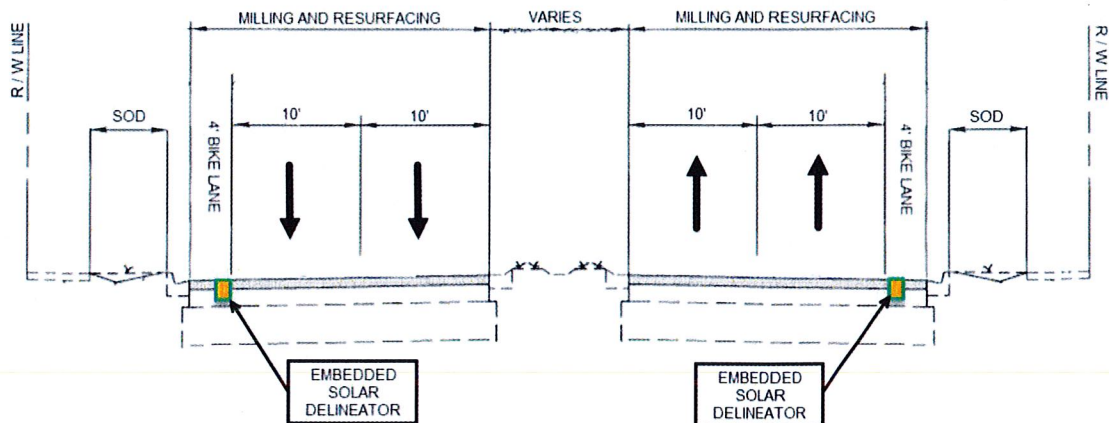 MILLING AND RESURFACING
VARIES
MILLING AND RESURFACING
R / W LINE
R / W LINE
SOD
4' BIKE LANE
10'
10'
10'
10'
4' BIKE LANE
SOD
EMBEDDED
SOLAR
DELINEATOR
EMBEDDED
SOLAR
DELINEATOR